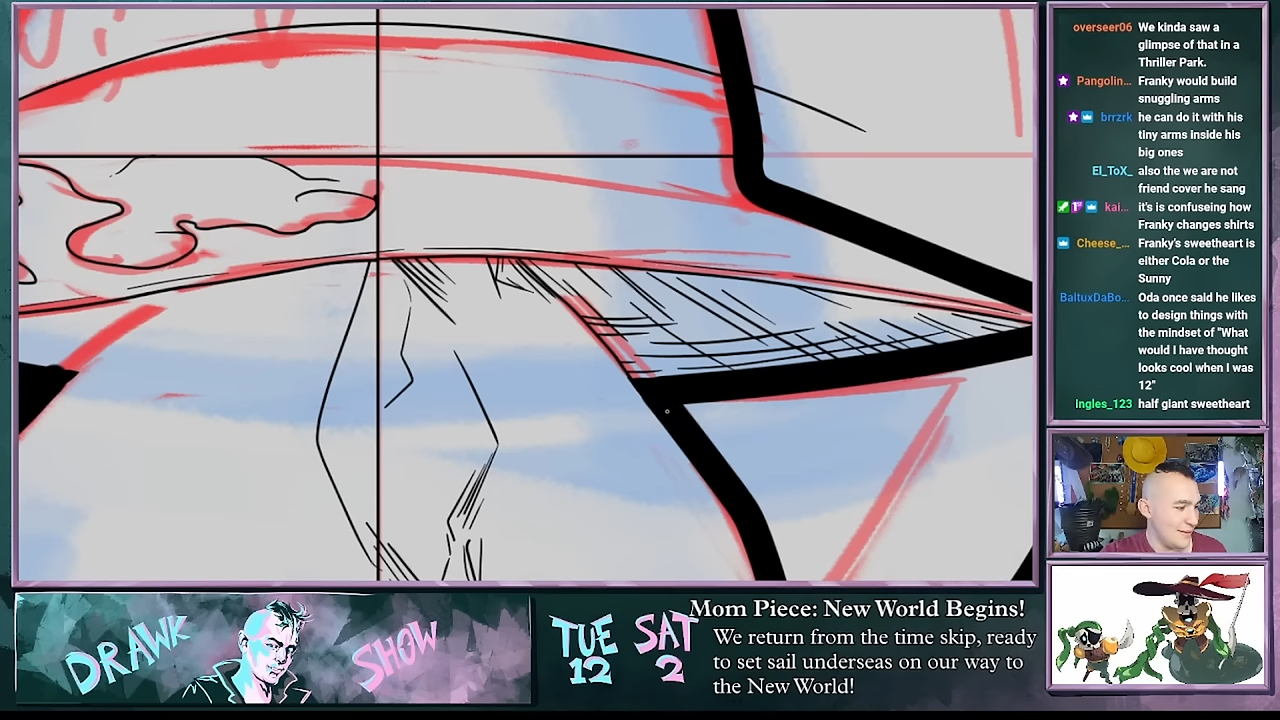 overseer06 We kinda saw a
glimpse of that in a
Thriller Park.
Pangolin... Franky would build
snuggling arms
brrzrk he can do it with his
tiny arms inside his
big ones
El_ToX_ also the we are not
friend cover he sang
kai... it's is confuseing how
Franky changes shirts
Cheese_... Franky's sweetheart is
either Cola or the
Sunny
BaltuxDaBo... Oda once said he likes
to design things with
the mindset of "What
would I have thought
looks cool when I was
12"
ingles_123 half giant sweetheart
DRAWK
SHOW
TUE
12
SAT
2
Mom Piece: New World Begins!
We return from the time skip, ready
to set sail underseas on our way to
the New World!